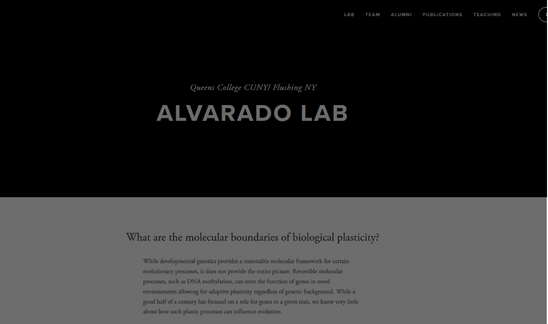 LAB TEAM ALUMNI PUBLICATIONS TEACHING NEWS
Queens College CUNY/ Flushing NY
ALVARADO LAB
What are the molecular boundaries of biological plasticity?
While developmental genetics provides a reasonable molecular framework for certain
evolutionary processes, it does not provide the entire picture. Reversible molecular
processes, such as DNA methylation, can meet the function of genes in novel
environments allowing for adaptive plasticity regardless of genetic background. While a
good half of a century has focused on a role for genes in a given trait, we know very little
about how such plastic processes can influence evolution.